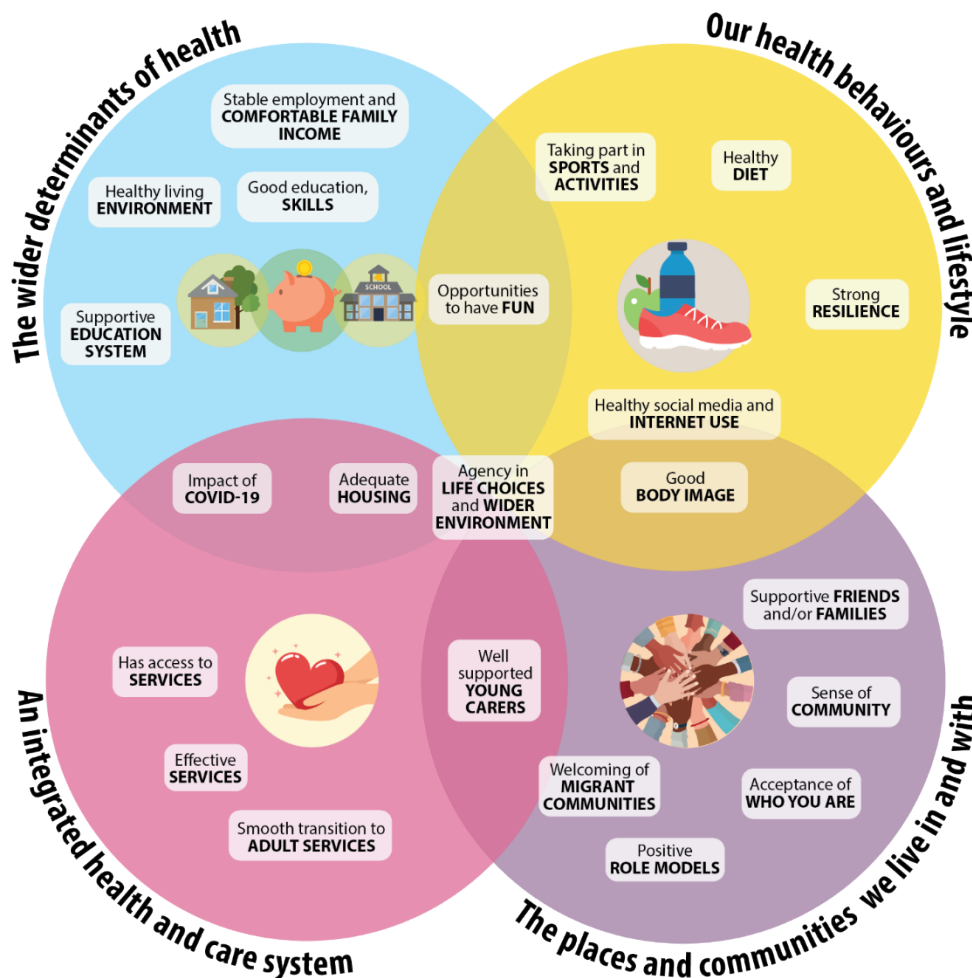 The wider determinants of health
Our health behaviours and lifestyle
Stable employment and
COMFORTABLE FAMILY
INCOME
Healthy living
ENVIRONMENT
Good education,
SKILLS
Supportive
EDUCATION
SYSTEM
SCHOOL
Opportunities
to have FUN
Taking part in
SPORTS and
ACTIVITIES
Healthy
DIET
Strong
RESILIENCE
Healthy social media and
INTERNET USE
Impact of
COVID-19
Adequate
HOUSING
Agency in
LIFE CHOICES
and WIDER
ENVIRONMENT
Good
BODY IMAGE
Has access to
SERVICES
Effective
SERVICES
Smooth transition to
ADULT SERVICES
Well
supported
YOUNG
CARERS
Supportive FRIENDS
and/or FAMILIES
Sense of
COMMUNITY
Welcoming of
MIGRANT
COMMUNITIES
Acceptance of
WHO YOU ARE
Positive
ROLE MODELS
An integrated health and care system
The places and communities we live in and with